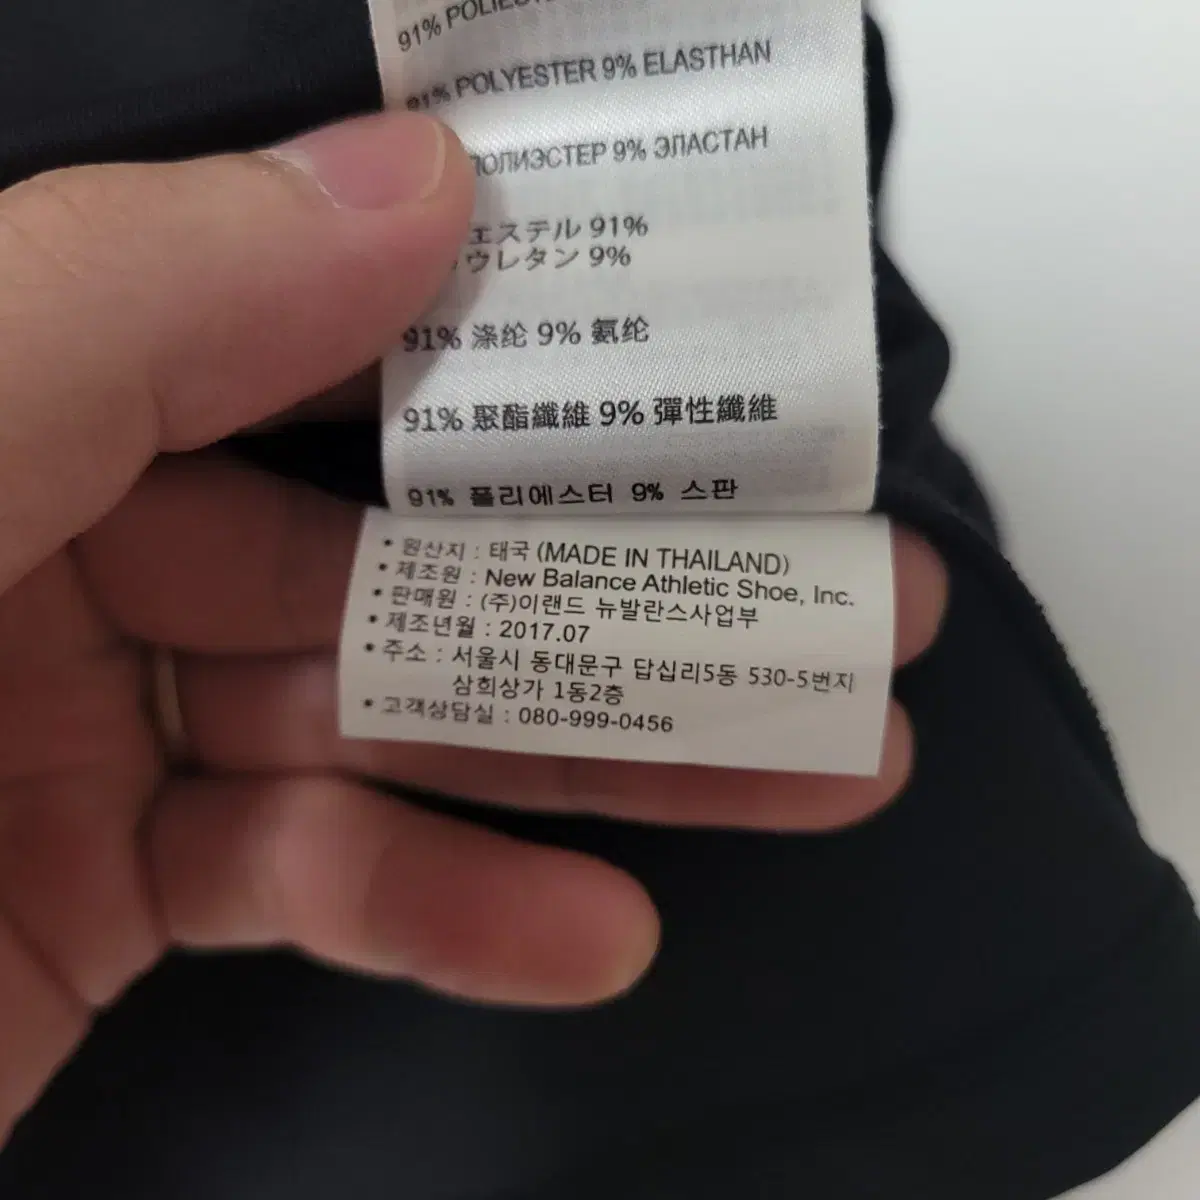 91%
91% POLYESTER 9% ELASTHAN
ПОЛИЭСТЕР 9% ЭЛАСТАН
エステル 91%
ウレタン 9%
91% 涤纶 9% 氨纶
91% 聚酯纖維 9% 彈性纖維
91% 폴리에스터 9% 스판
* 원산지 : 태국 (MADE IN THAILAND)
* 제조원 : New Balance Athletic Shoe, Inc.
* 판매원 : (주)이랜드 뉴발란스사업부
* 제조년월 : 2017.07
* 주소 : 서울시 동대문구 답십리5동 530-5번지
삼희상가 1동2층
* 고객상담실 : 080-999-0456